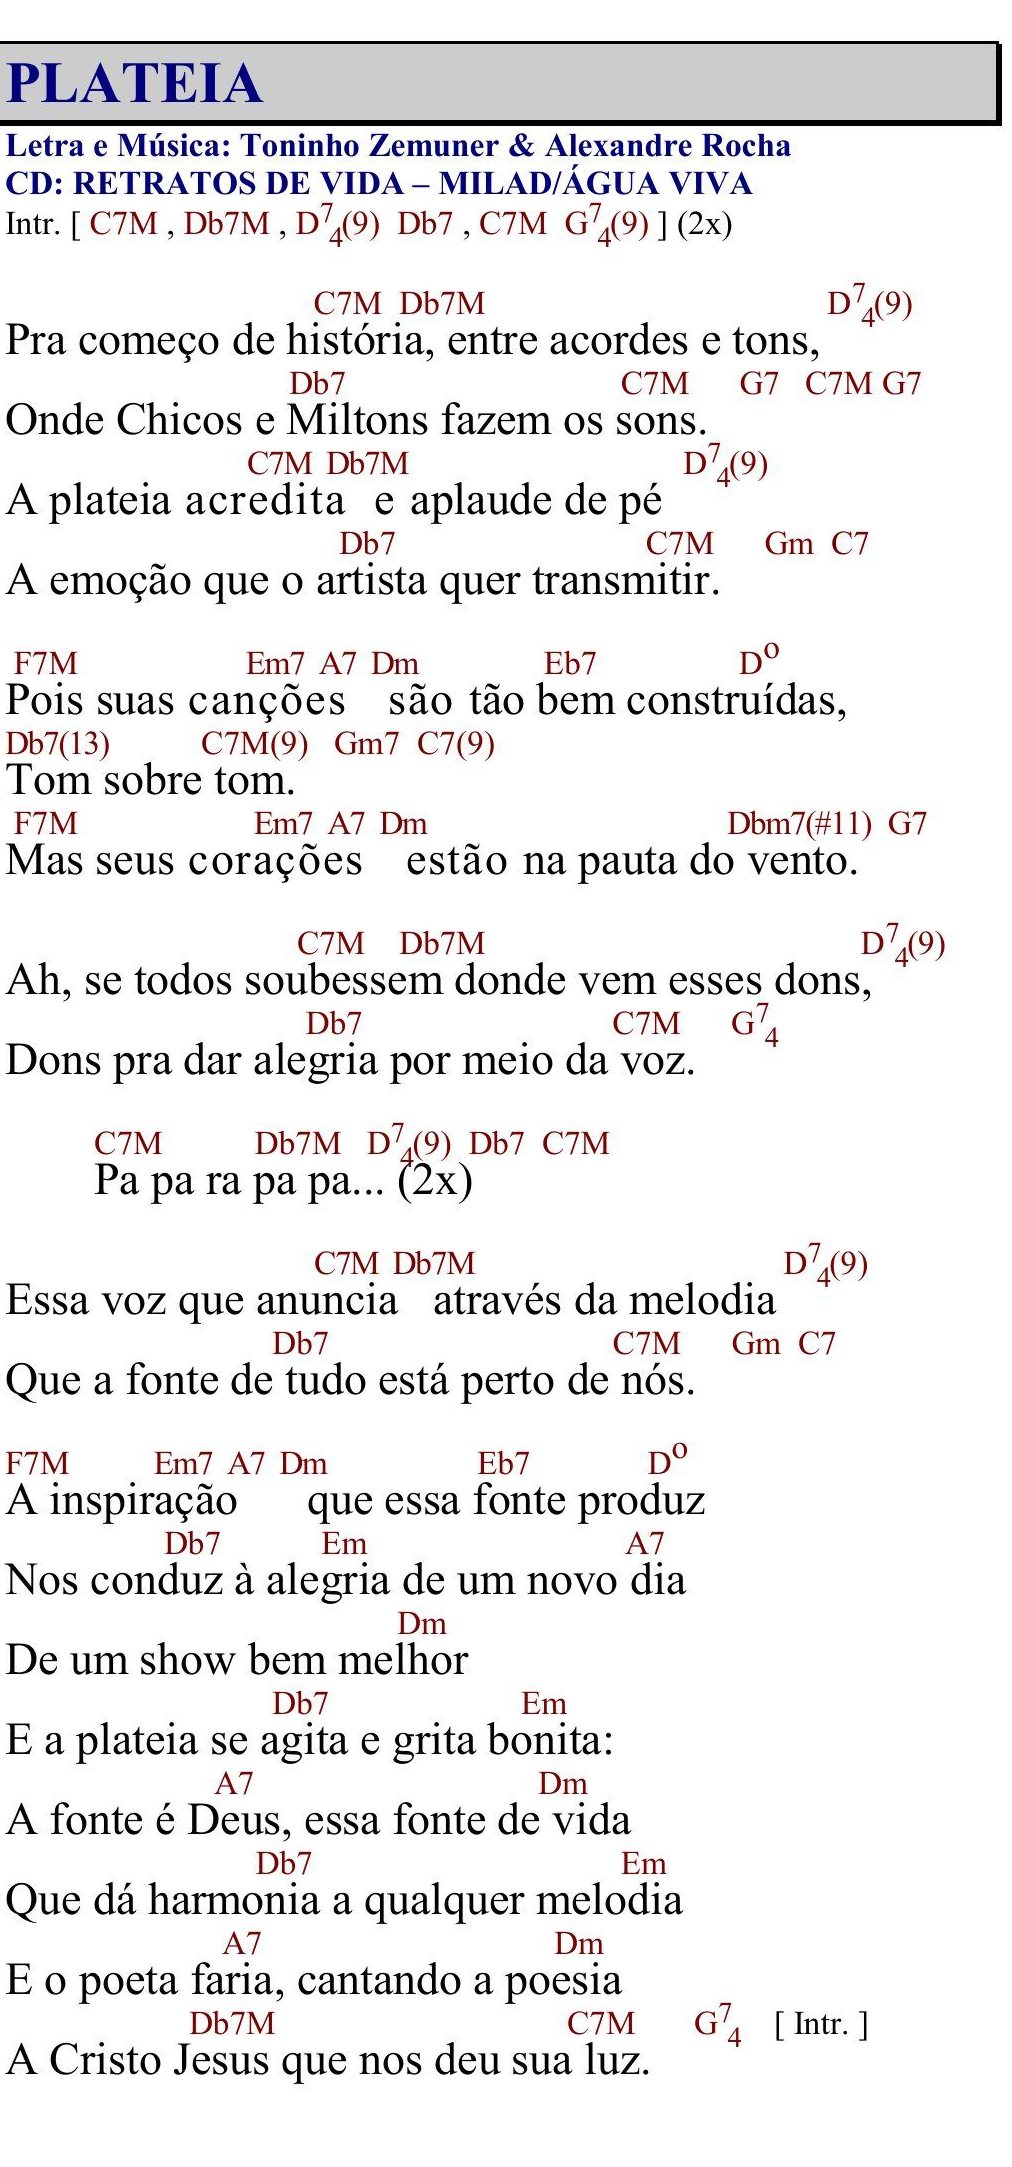 PLATEIA
Letra e Música: Toninho Zemuner & Alexandre Rocha
CD: RETRATOS DE VIDA – MILAD/ÁGUA VIVA
Intr. [ C7M , Db7M , D74(9) Db7 , C7M G74(9) ] (2x)
C7M Db7M D74(9)
Pra começo de história, entre acordes e tons,
Db7 C7M G7 C7M G7
Onde Chicos e Miltons fazem os sons.
C7M Db7M D74(9)
A plateia acredita e aplaude de pé
Db7 C7M Gm C7
A emoção que o artista quer transmitir.
F7M Em7 A7 Dm Eb7 Do
Pois suas canções são tão bem construídas,
Db7(13) C7M(9) Gm7 C7(9)
Tom sobre tom.
F7M Em7 A7 Dm Dbm7(#11) G7
Mas seus corações estão na pauta do vento.
C7M Db7M D74(9)
Ah, se todos soubessem donde vem esses dons,
Db7 C7M G74
Dons pra dar alegria por meio da voz.
C7M Db7M D74(9) Db7 C7M
Pa pa ra pa pa... (2x)
C7M Db7M D74(9)
Essa voz que anuncia através da melodia
Db7 C7M Gm C7
Que a fonte de tudo está perto de nós.
F7M Em7 A7 Dm Eb7 Do
A inspiração que essa fonte produz
Db7 Em A7
Nos conduz à alegria de um novo dia
Dm
De um show bem melhor
Db7 Em
E a plateia se agita e grita bonita:
A7 Dm
A fonte é Deus, essa fonte de vida
Db7 Em
Que dá harmonia a qualquer melodia
A7 Dm
E o poeta faria, cantando a poesia
Db7M C7M G74 [ Intr. ]
A Cristo Jesus que nos deu sua luz.